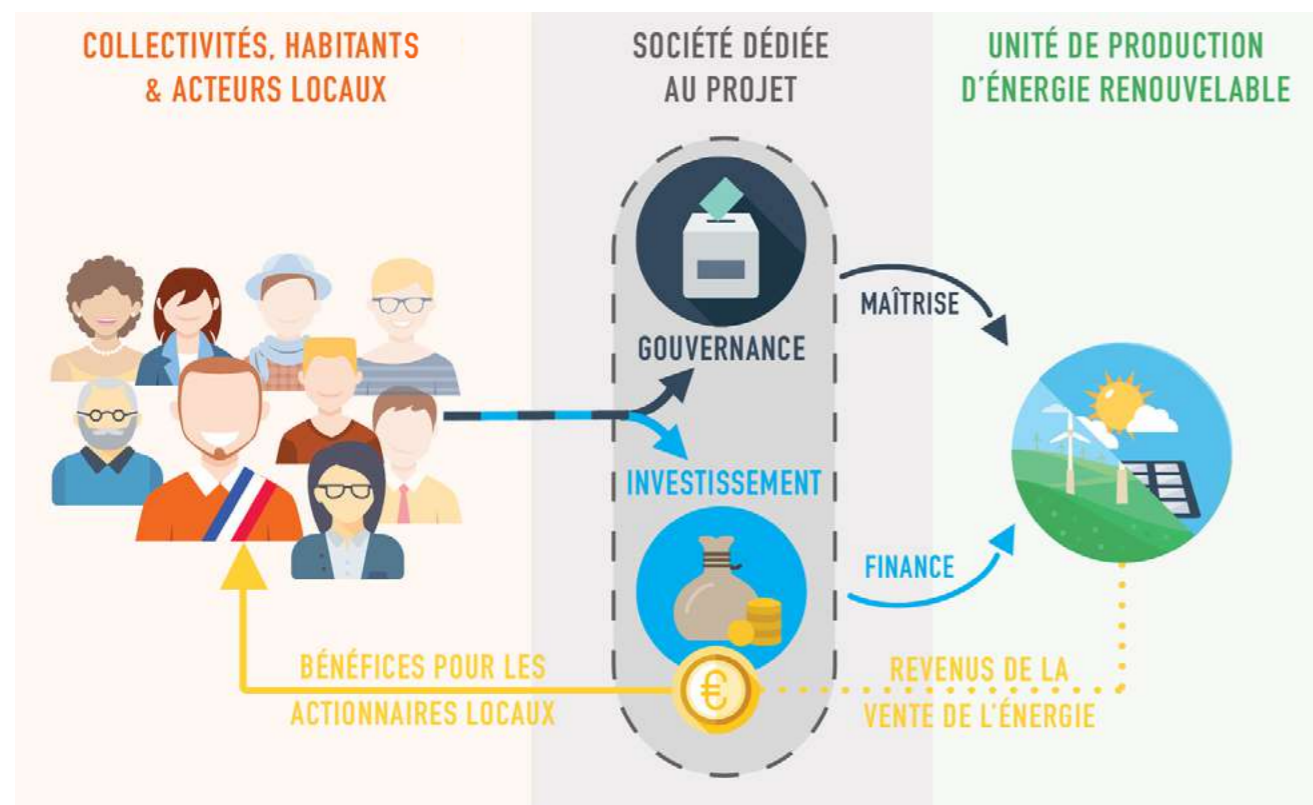 COLLECTIVITÉS, HABITANTS
& ACTEURS LOCAUX
SOCIÉTÉ DÉDIÉE
AU PROJET
UNITÉ DE PRODUCTION
D'ÉNERGIE RENOUVELABLE
GOUVERNANCE
MAÎTRISE
INVESTISSEMENT
FINANCE
BÉNÉFICES POUR LES
ACTIONNAIRES LOCAUX
€
REVENUS DE LA
VENTE DE L'ÉNERGIE